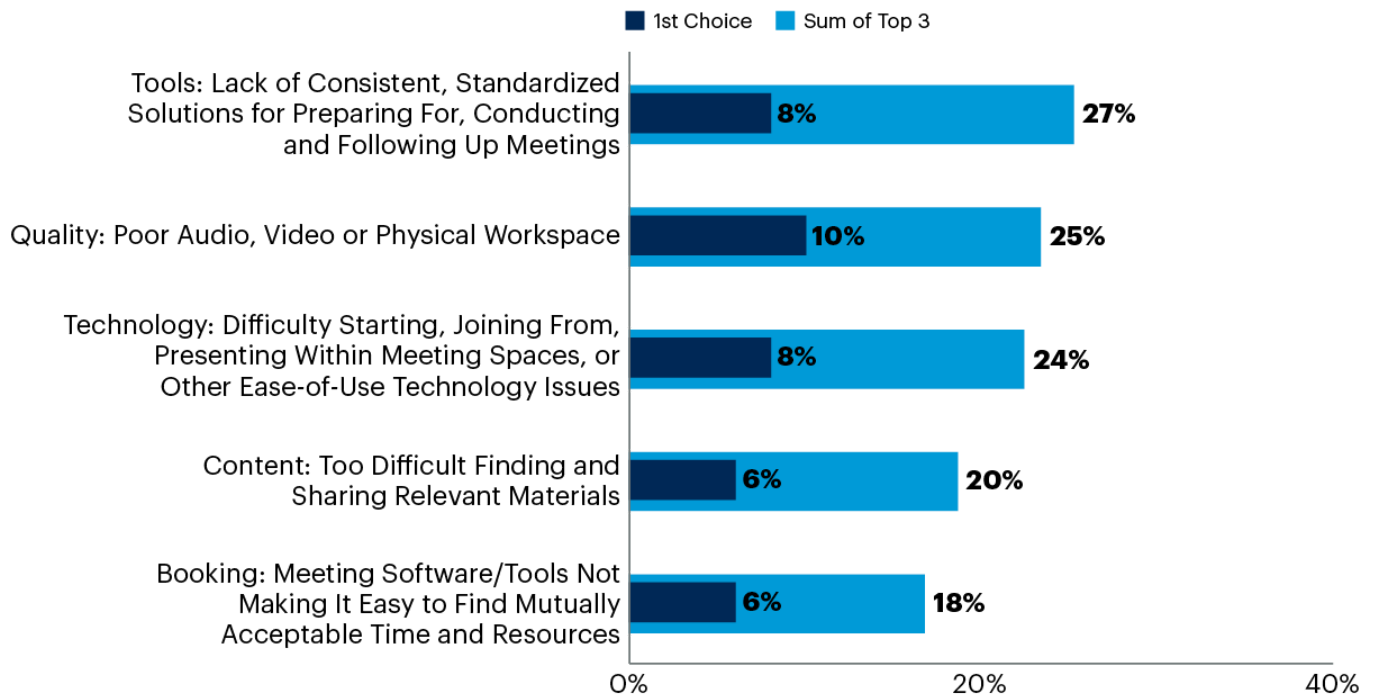 1st Choice Sum of Top 3
Tools: Lack of Consistent, Standardized
Solutions for Preparing For, Conducting
and Following Up Meetings
8% 27%
Quality: Poor Audio, Video or Physical Workspace
10% 25%
Technology: Difficulty Starting, Joining From,
Presenting Within Meeting Spaces, or
Other Ease-of-Use Technology Issues
8% 24%
Content: Too Difficult Finding and
Sharing Relevant Materials
6% 20%
Booking: Meeting Software/Tools Not
Making It Easy to Find Mutually
Acceptable Time and Resources
6% 18%
0% 20% 40%